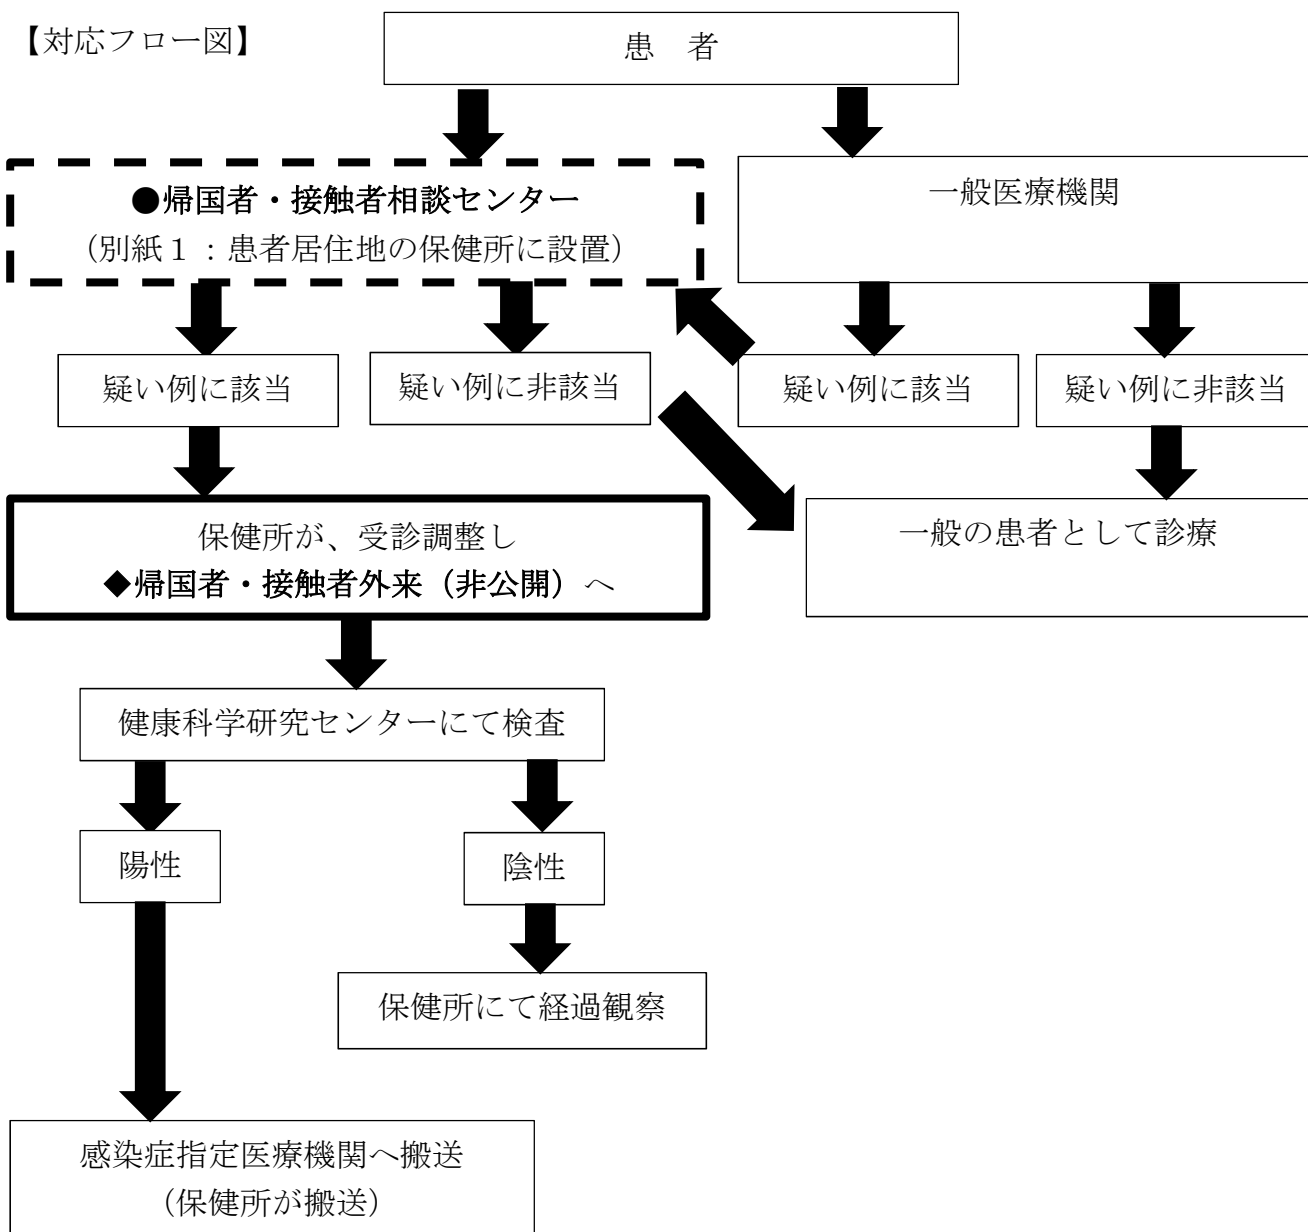 【対応フロー図】
患　者
●帰国者・接触者相談センター
（別紙１：患者居住地の保健所に設置）
一般医療機関
疑い例に該当
疑い例に非該当
疑い例に該当
疑い例に非該当
保健所が、受診調整し
◆帰国者・接触者外来（非公開）へ
一般の患者として診療
健康科学研究センターにて検査
陽性
陰性
保健所にて経過観察
感染症指定医療機関へ搬送
（保健所が搬送）